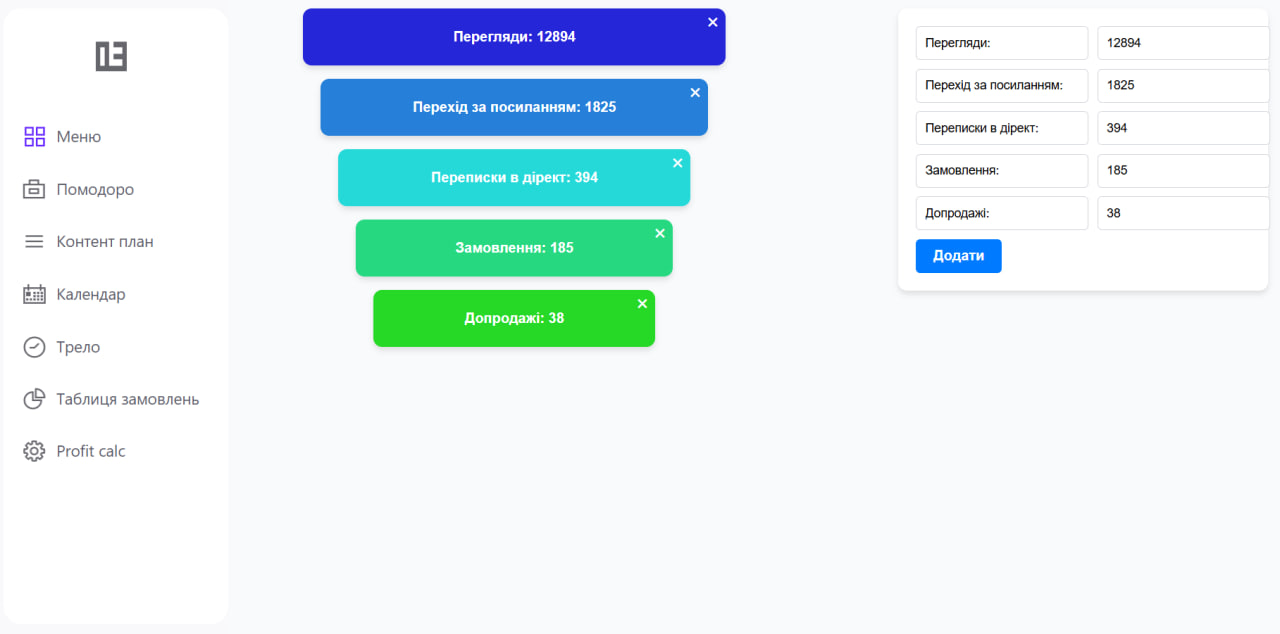 Меню
Помодоро
Контент план
Календар
Трело
Таблиця замовлень
Profit calc
Перегляди: 12894
Перехід за посиланням: 1825
Переписки в дірект: 394
Замовлення: 185
Допродажі: 38
Перегляди: 12894
Перехід за посиланням: 1825
Переписки в дірект: 394
Замовлення: 185
Допродажі: 38
Додати